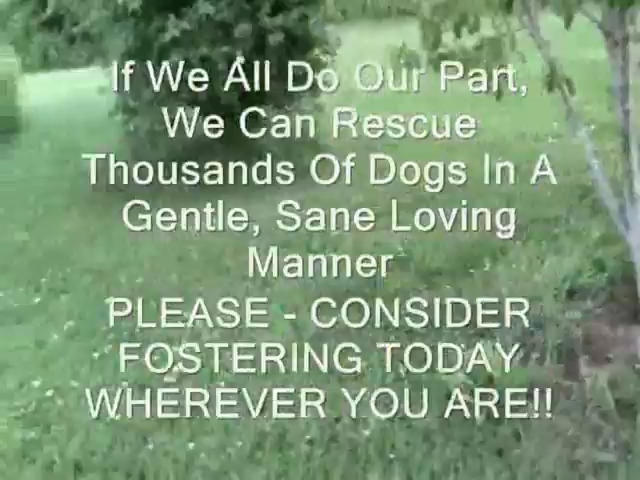 If We All Do Our Part,
We Can Rescue
Thousands Of Dogs In A
Gentle, Sane Loving
Manner
PLEASE - CONSIDER
FOSTERING TODAY
WHEREVER YOU ARE!!